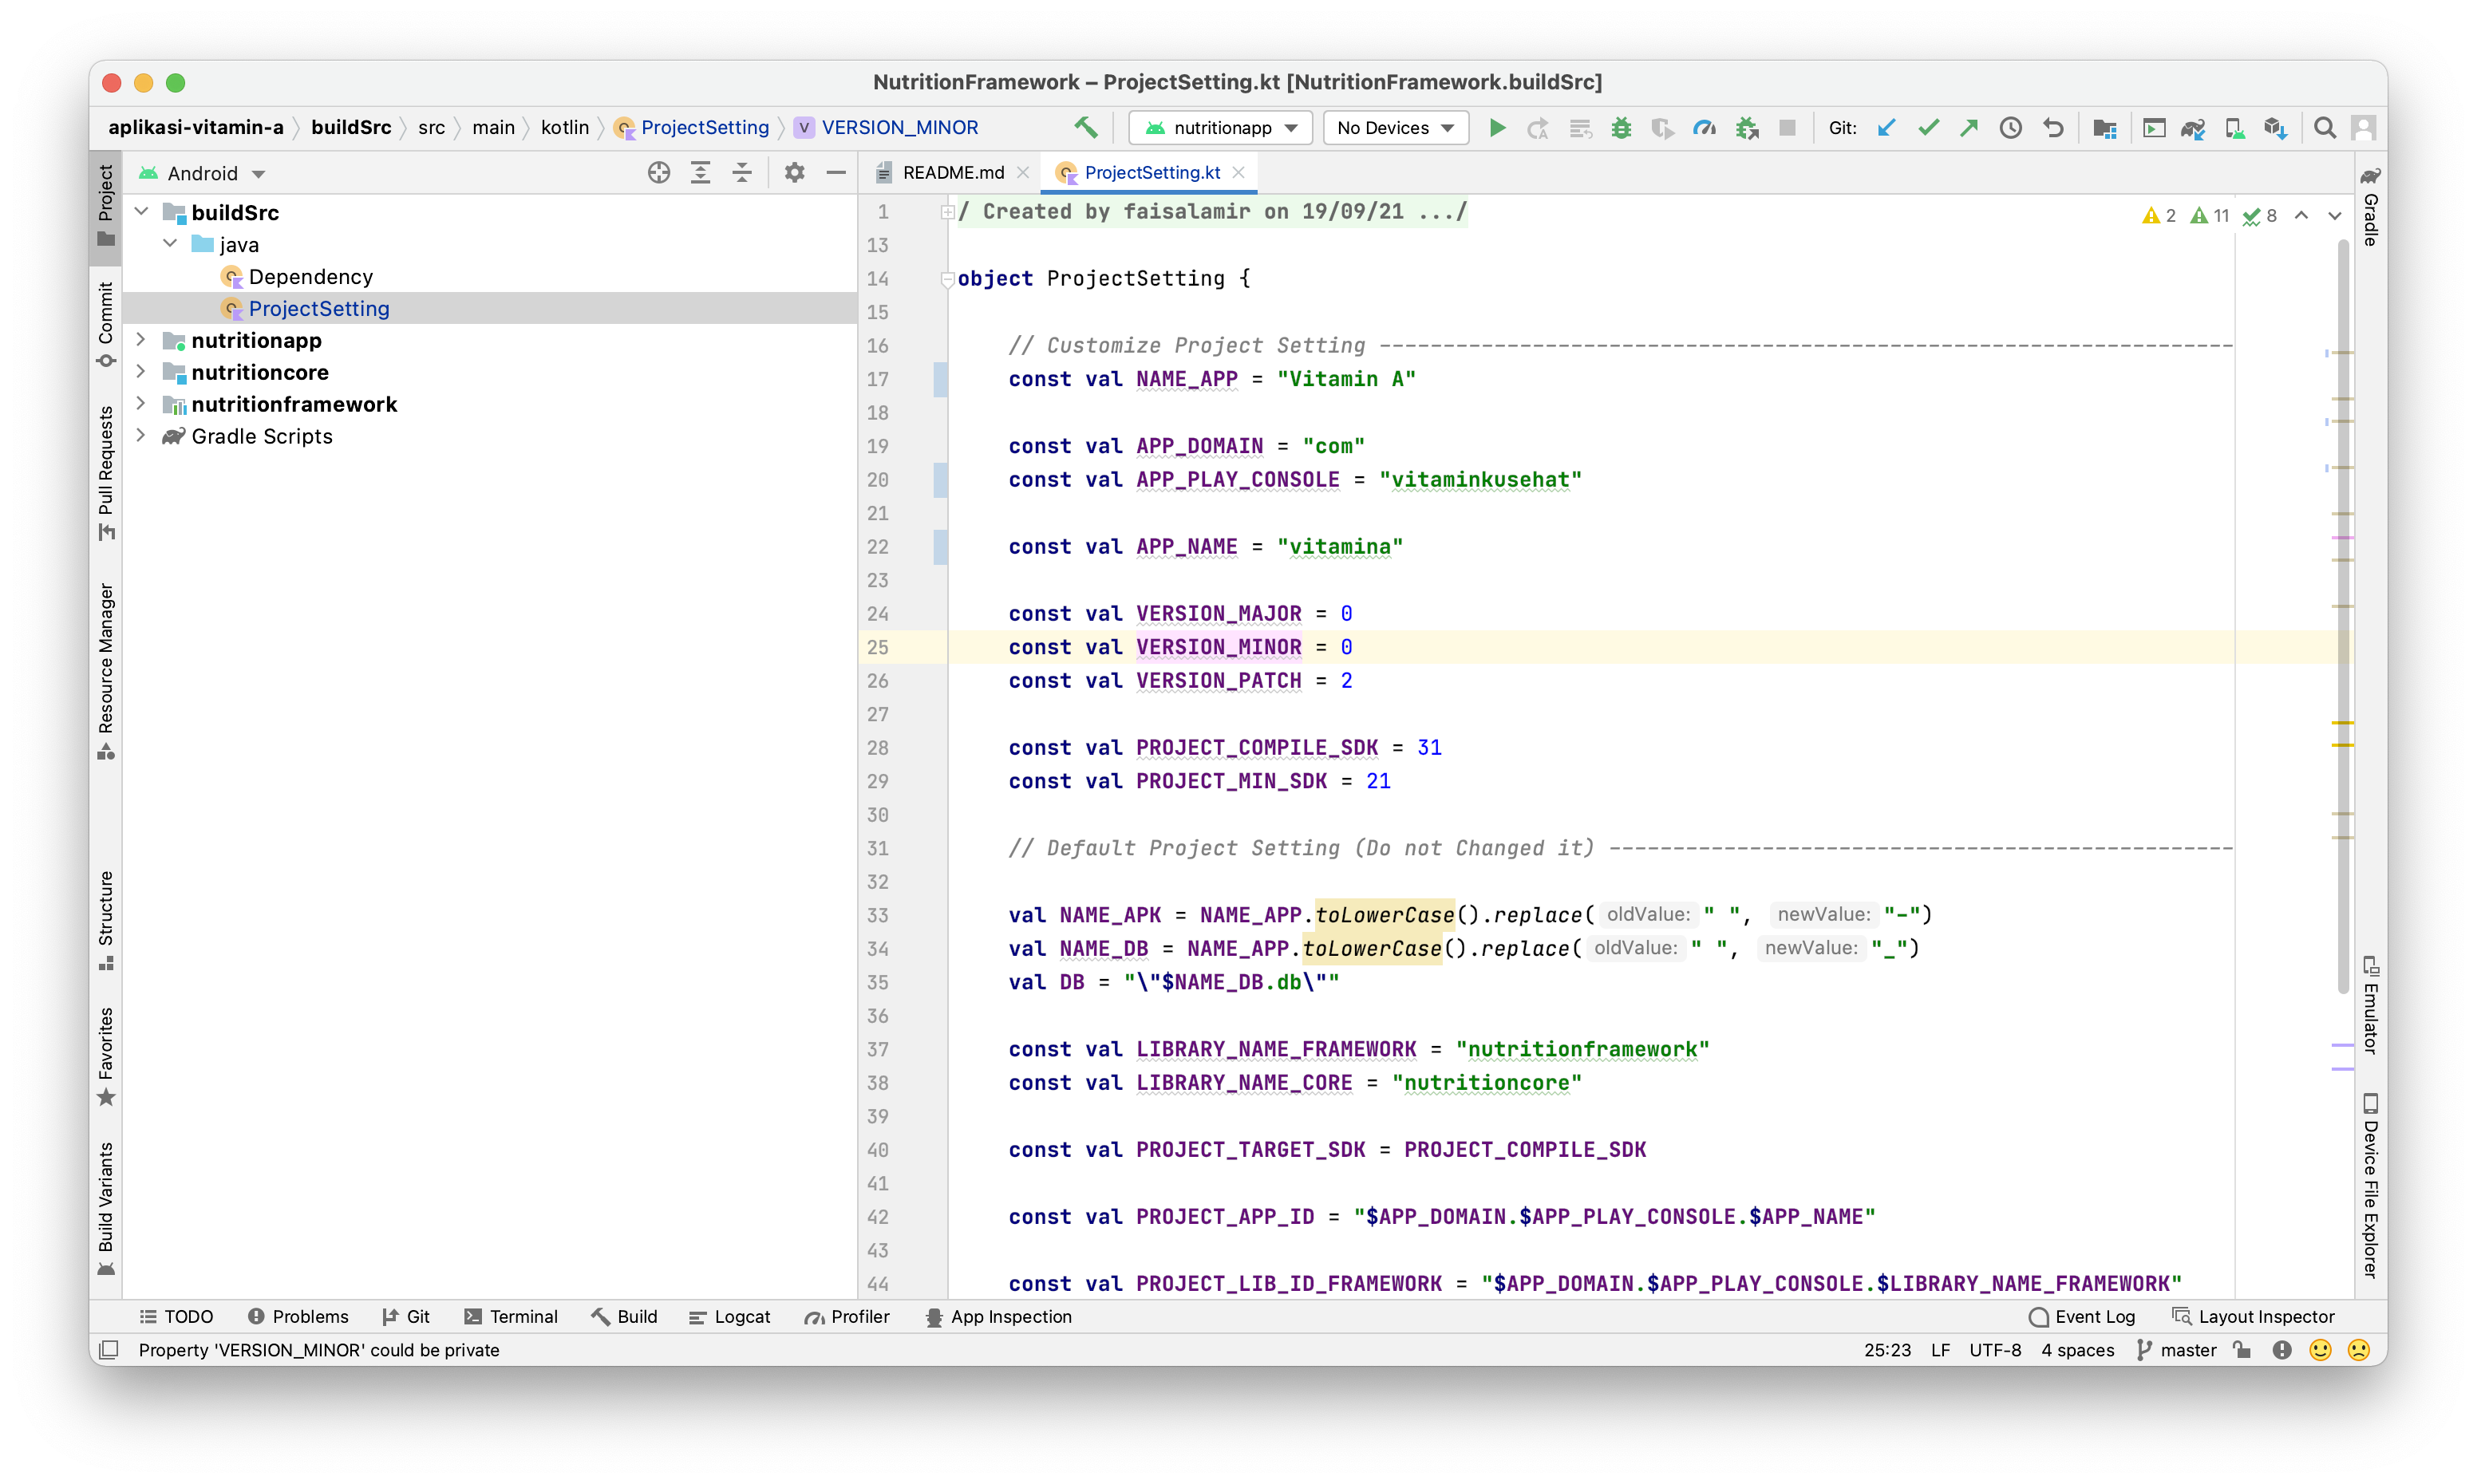 NutritionFramework – ProjectSetting.kt [NutritionFramework.buildSrc]
aplikasi-vitamin-a buildSrc src main kotlin ProjectSetting V VERSION_MINOR nutritionapp No Devices Git:
Project
Commit
Pull Requests
Resource Manager
Structure
Favorites
Build Variants
Android
buildSrc
java
Dependency
ProjectSetting
nutritionapp
nutritioncore
nutritionframework
Gradle Scripts
README.md ProjectSetting.kt
2 11 8
1 / Created by faisalamir on 19/09/21 .../
13
14 object ProjectSetting {
15
16 // Customize Project Setting -------------------------------------------------------------------
17 const val NAME_APP = "Vitamin A"
18
19 const val APP_DOMAIN = "com"
20 const val APP_PLAY_CONSOLE = "vitaminkusehat"
21
22 const val APP_NAME = "vitamina"
23
24 const val VERSION_MAJOR = 0
25 const val VERSION_MINOR = 0
26 const val VERSION_PATCH = 2
27
28 const val PROJECT_COMPILE_SDK = 31
29 const val PROJECT_MIN_SDK = 21
30
31 // Default Project Setting (Do not Changed it) -------------------------------------------------
32
33 val NAME_APK = NAME_APP.toLowerCase().replace( oldValue: " ", newValue: "-")
34 val NAME_DB = NAME_APP.toLowerCase().replace( oldValue: " ", newValue: "_")
35 val DB = "\"$NAME_DB.db\""
36
37 const val LIBRARY_NAME_FRAMEWORK = "nutritionframework"
38 const val LIBRARY_NAME_CORE = "nutritioncore"
39
40 const val PROJECT_TARGET_SDK = PROJECT_COMPILE_SDK
41
42 const val PROJECT_APP_ID = "$APP_DOMAIN.$APP_PLAY_CONSOLE.$APP_NAME"
43
44 const val PROJECT_LIB_ID_FRAMEWORK = "$APP_DOMAIN.$APP_PLAY_CONSOLE.$LIBRARY_NAME_FRAMEWORK"
Gradle
Emulator
Device File Explorer
TODO Problems Git Terminal Build Logcat Profiler App Inspection Event Log Layout Inspector
Property 'VERSION_MINOR' could be private 25:23 LF UTF-8 4 spaces master